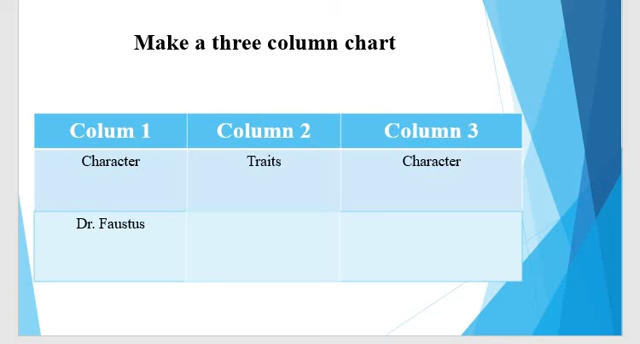 Make a three column chart
Colum 1 Column 2 Column 3
Character Traits Character
Dr. Faustus